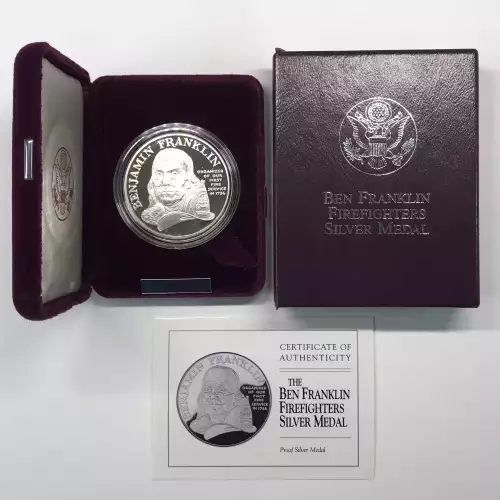 BENJAMIN FRANKLIN
ORGANIZER
OF OUR
FIRST
FIRE
SERVICE
IN 1736
BEN FRANKLIN
FIREFIGHTERS
SILVER MEDAL
CERTIFICATE OF
AUTHENTICITY
THE
BEN FRANKLIN
FIREFIGHTERS
SILVER MEDAL
Proof Silver Medal
BENJAMIN FRANKLIN
ORGANIZER
OF OUR
FIRST
FIRE
SERVICE
IN 1736